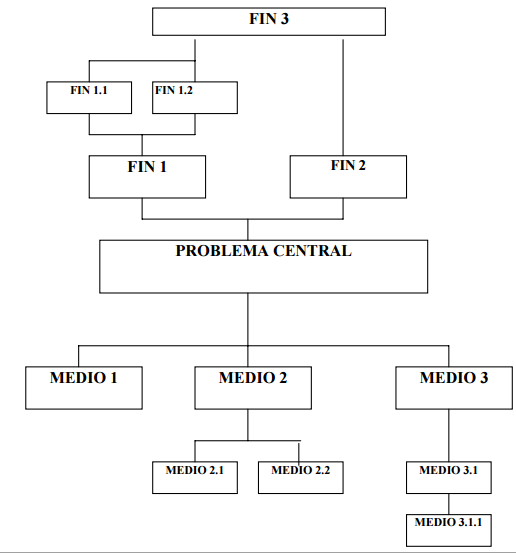 FIN 3
FIN 1.1
FIN 1.2
FIN 1
FIN 2
PROBLEMA CENTRAL
MEDIO 1
MEDIO 2
MEDIO 3
MEDIO 2.1
MEDIO 2.2
MEDIO 3.1
MEDIO 3.1.1